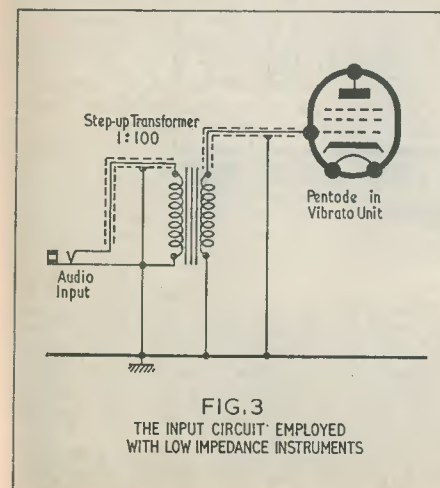 Step-up Transformer
1:100
Pentode in
Vibrato Unit
Audio
Input
FIG.3
THE INPUT CIRCUIT EMPLOYED
WITH LOW IMPEDANCE INSTRUMENTS